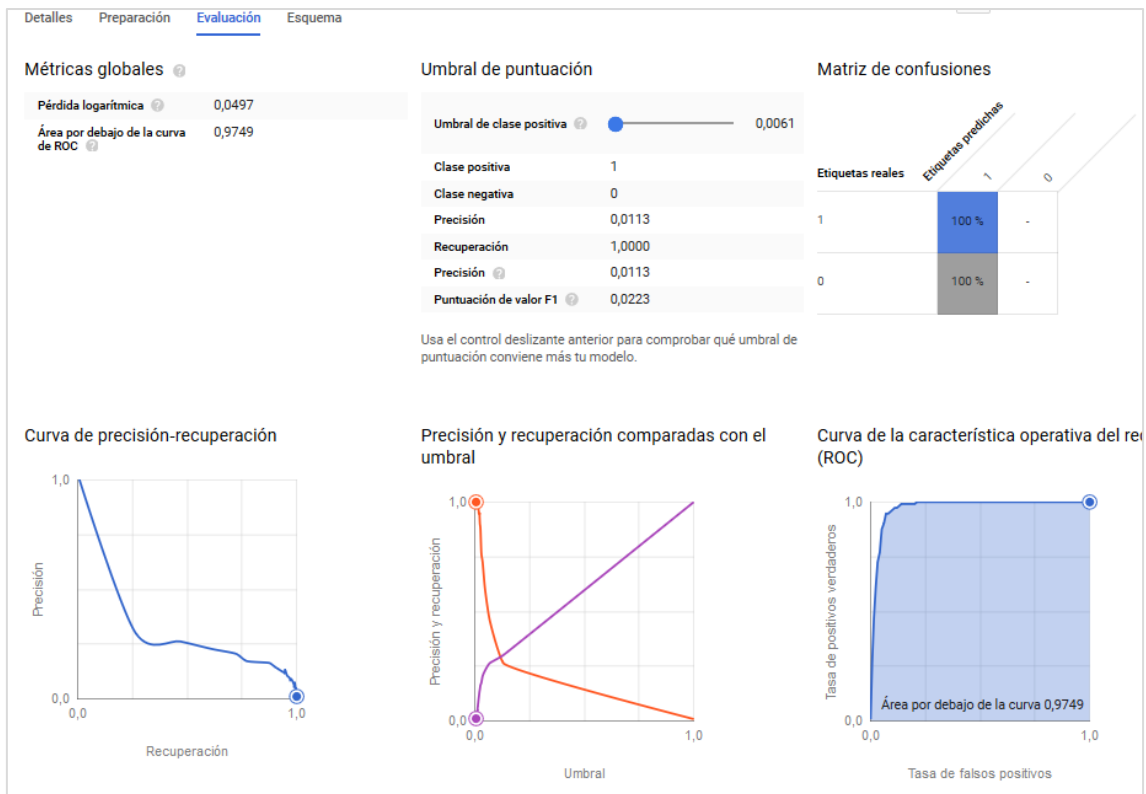 Detalles Preparación Evaluación Esquema
Métricas globales
Pérdida logarítmica 0,0497
Área por debajo de la curva
de ROC 0,9749
Umbral de puntuación
Umbral de clase positiva 0,0061
Clase positiva 1
Clase negativa 0
Precisión 0,0113
Recuperación 1,0000
Precisión 0,0113
Puntuación de valor F1 0,0223
Usa el control deslizante anterior para comprobar qué umbral de
puntuación conviene más tu modelo.
Matriz de confusiones
Etiquetas predichas
Etiquetas reales 1 0
1 100 % -
0 100 % -
Curva de precisión-recuperación
1,0
Precisión
0,0
0,0 1,0
Recuperación
Precisión y recuperación comparadas con el
umbral
1,0
Precisión y recuperación
0,0
0,0 1,0
Umbral
Curva de la característica operativa del re
(ROC)
1,0
Tasa de positivos verdaderos
Área por debajo de la curva 0,9749
0,0
0,0 1,0
Tasa de falsos positivos